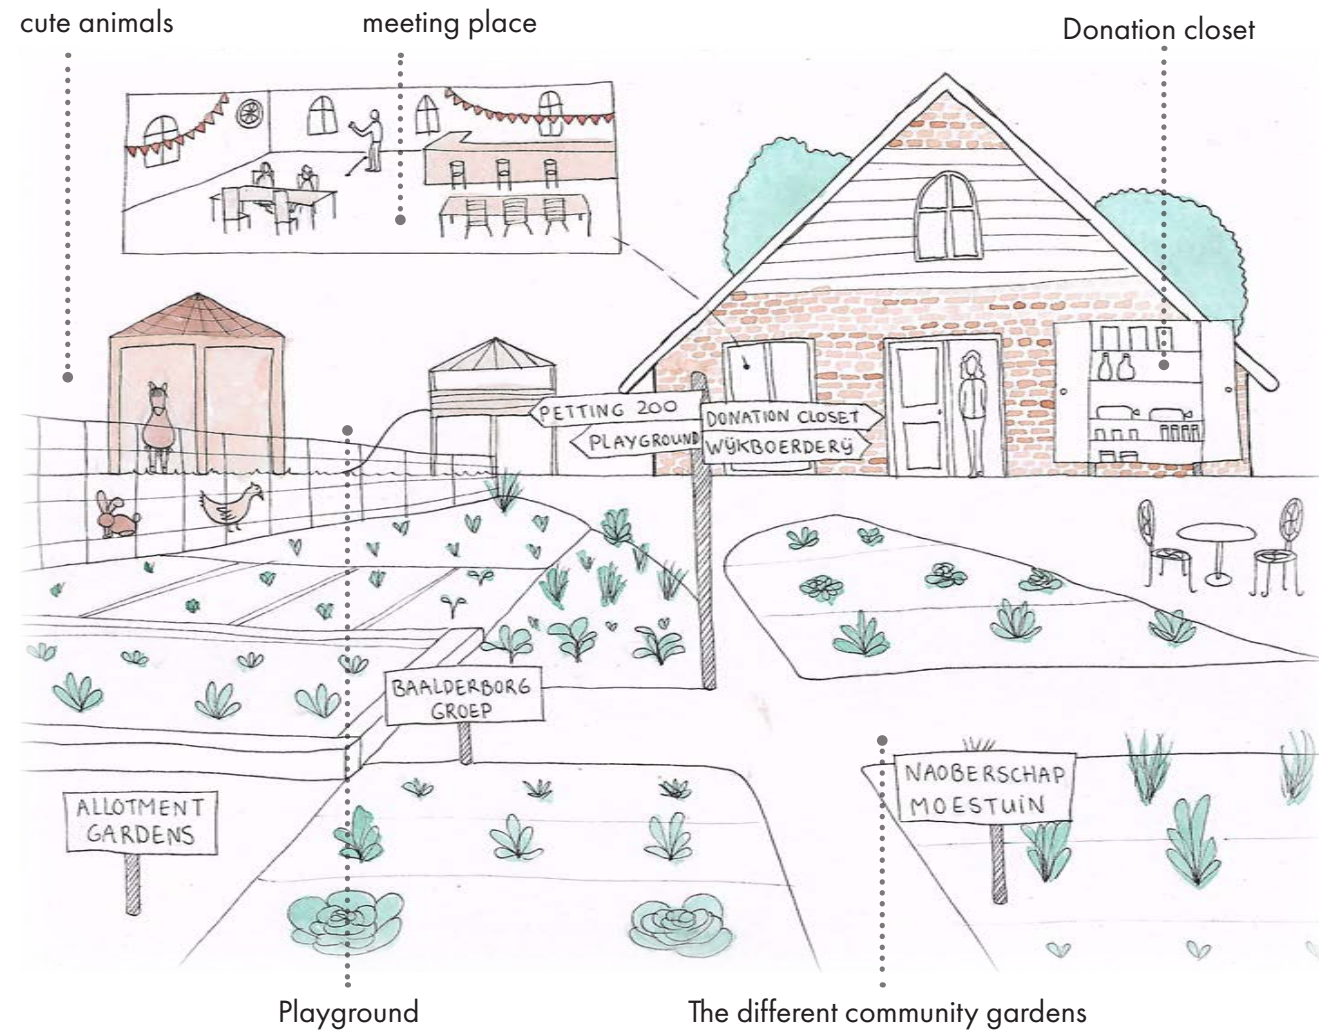 cute animals
meeting place
Donation closet
PETTING ZOO
PLAYGROUND
DONATION CLOSET
WIJKBOERDERIJ
BAALDERBORG
GROEP
ALLOTMENT
GARDENS
NAOBERSCHAP
MOESTUIN
Playground
The different community gardens